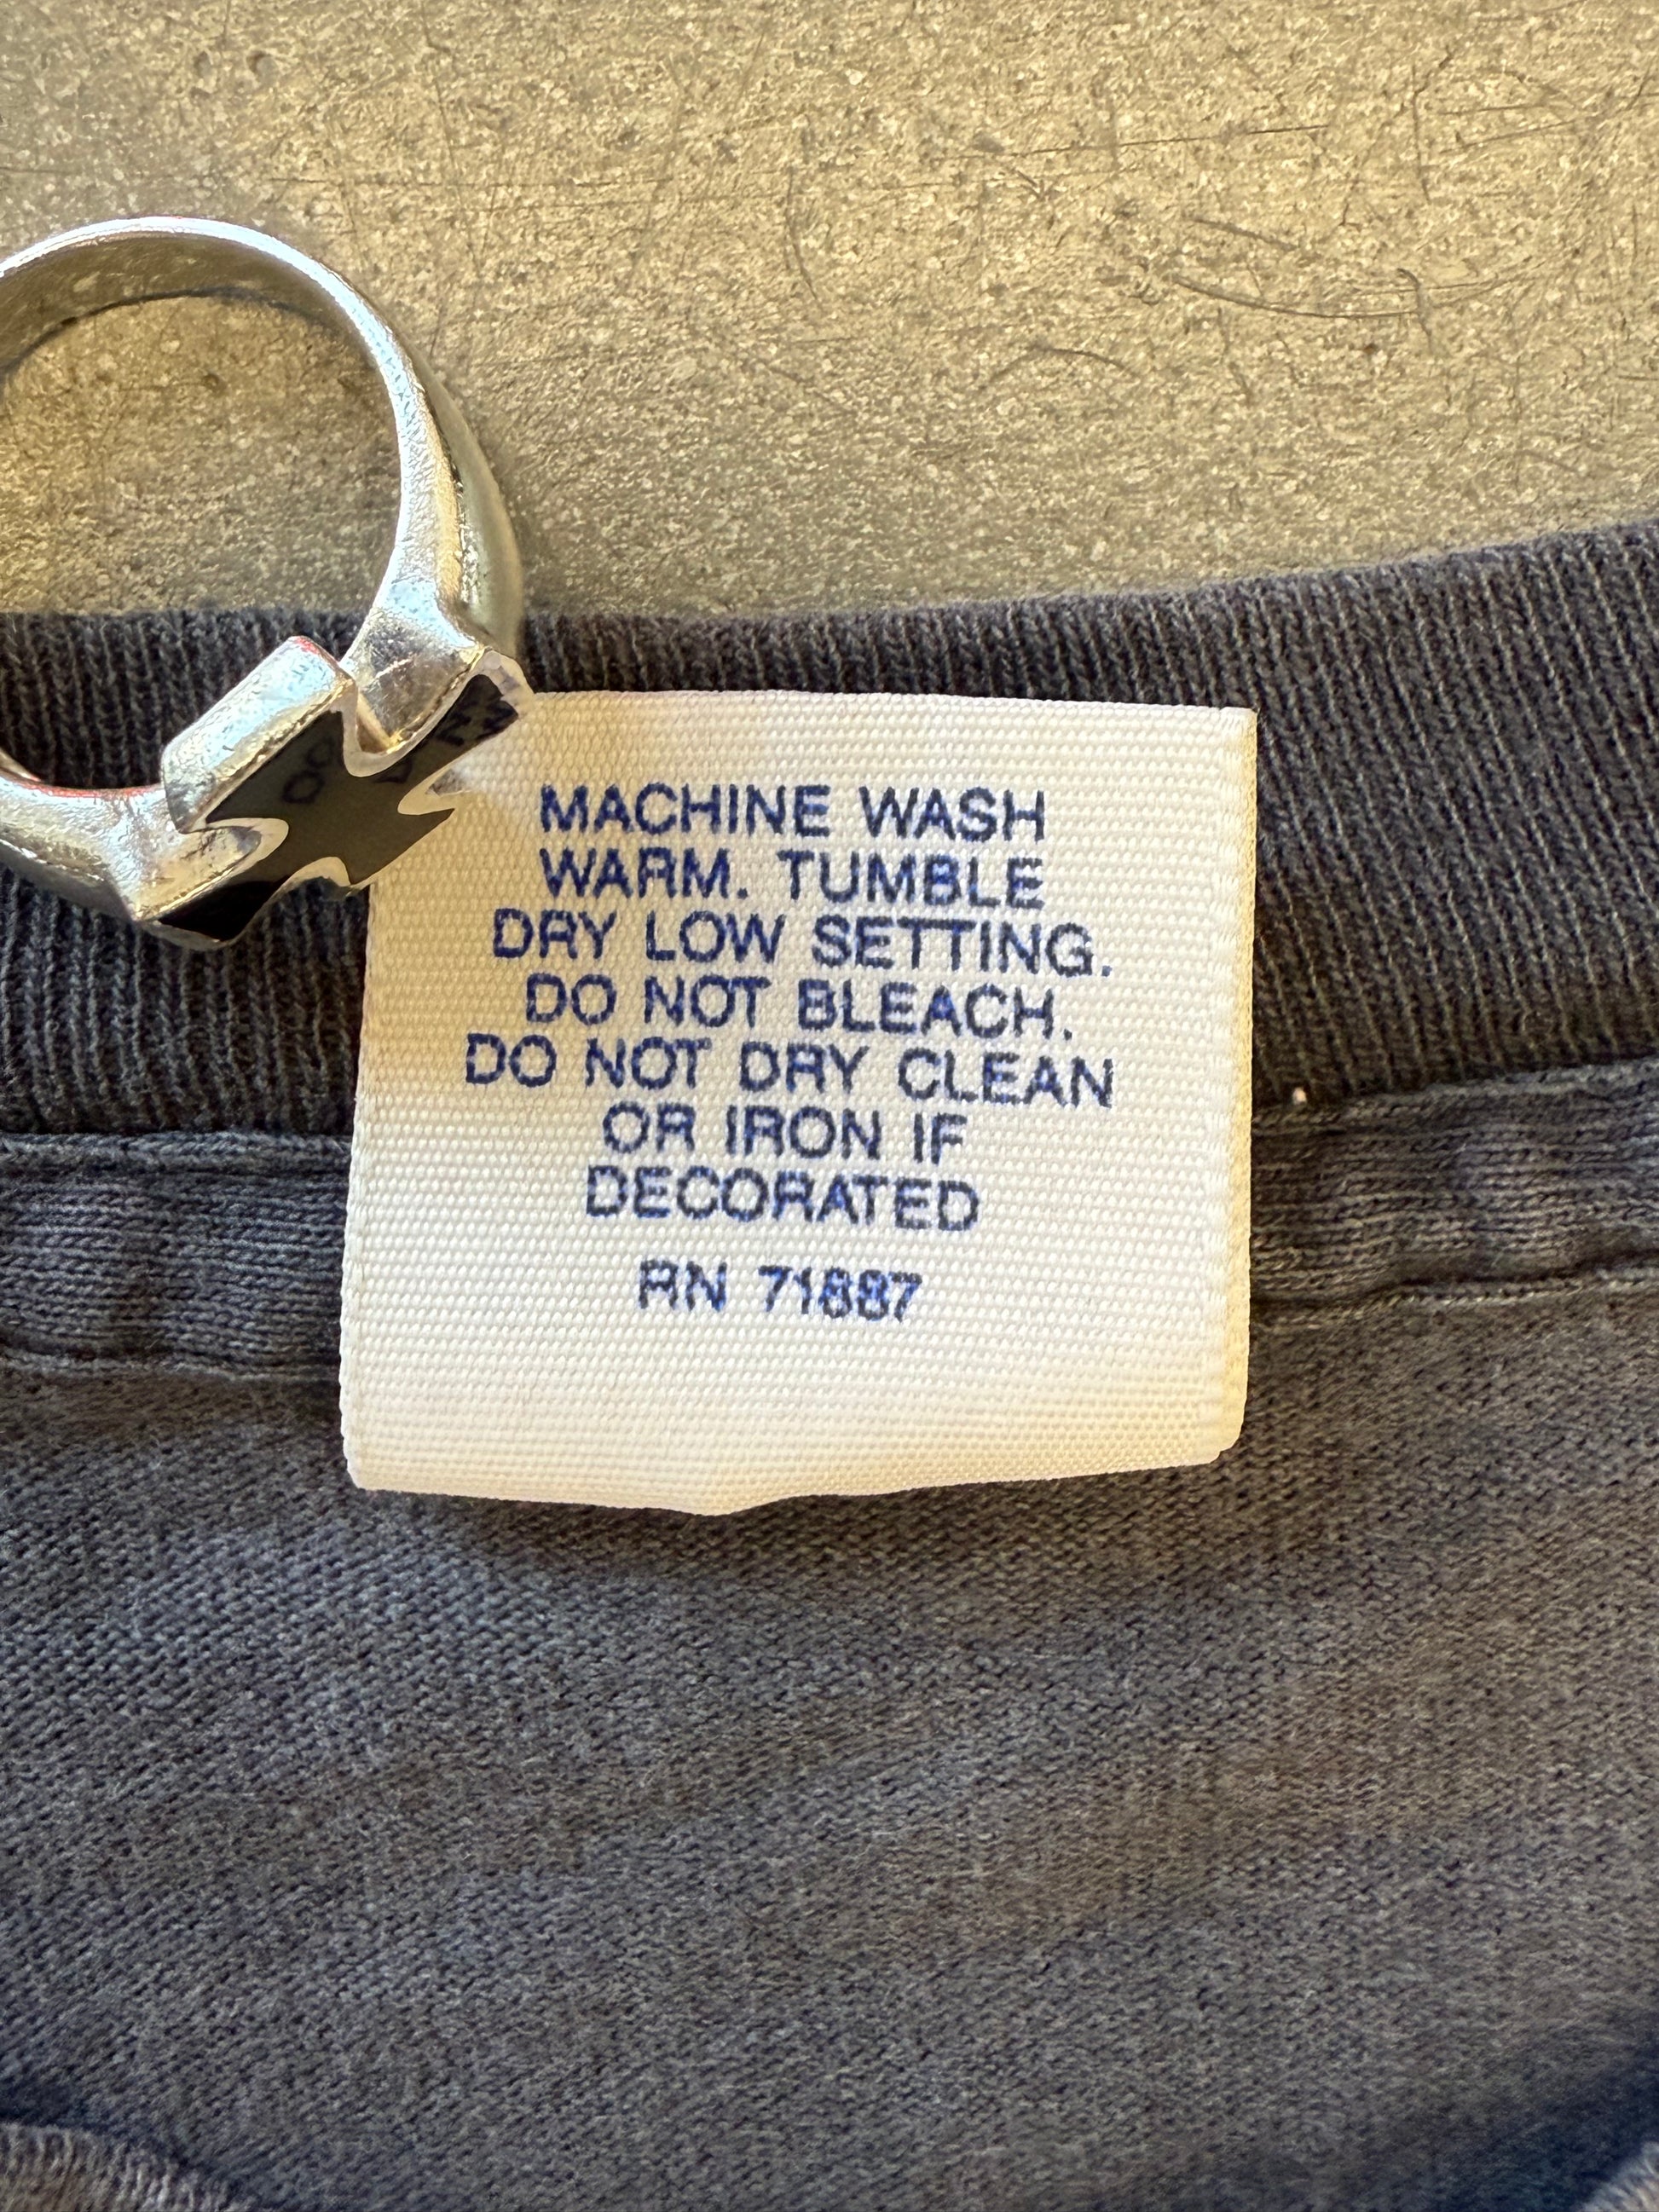 MACHINE WASH
WARM. TUMBLE
DRY LOW SETTING.
DO NOT BLEACH.
DO NOT DRY CLEAN
OR IRON IF
DECORATED
RN 71887